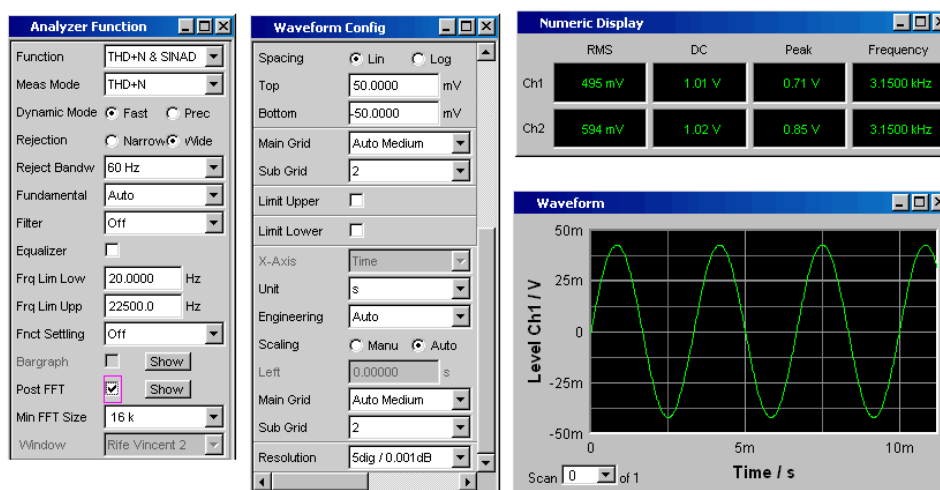 Analyzer Function
Function THD+N & SINAD
Meas Mode THD+N
Dynamic Mode Fast Prec
Rejection Narrow Wide
Reject Bandw 60 Hz
Fundamental Auto
Filter Off
Equalizer
Frq Lim Low 20.0000 Hz
Frq Lim Upp 22500.0 Hz
Fnct Settling Off
Bargraph Show
Post FFT Show
Min FFT Size 16 k
Window Rife Vincent 2
Waveform Config
Spacing Lin Log
Top 50.0000 mV
Bottom -50.0000 mV
Main Grid Auto Medium
Sub Grid 2
Limit Upper
Limit Lower
X-Axis Time
Unit s
Engineering Auto
Scaling Manu Auto
Left 0.00000 s
Main Grid Auto Medium
Sub Grid 2
Resolution 5dig / 0.001dB
Numeric Display
RMS DC Peak Frequency
Ch1 495 mV 1.01 V 0.71 V 3.1500 kHz
Ch2 594 mV 1.02 V 0.85 V 3.1500 kHz
Waveform
Level Ch1 / V
50m
25m
0
-25m
-50m
0 5m 10m
Time / s
Scan 0 of 1